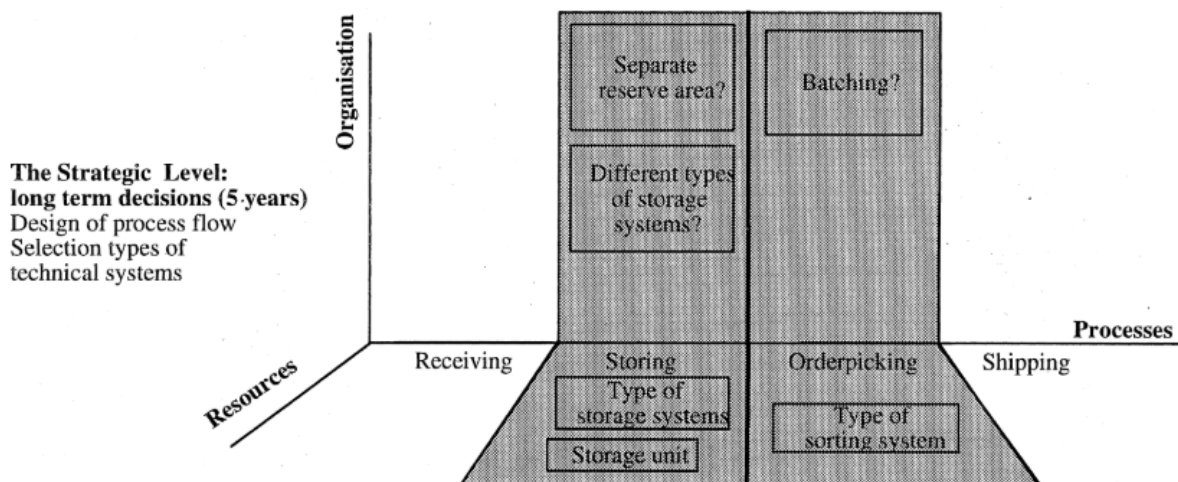 Organisation
The Strategic Level:
long term decisions (5 years)
Design of process flow
Selection types of
technical systems
Separate
reserve area?
Batching?
Different types
of storage
systems?
Processes
Receiving
Storing
Orderpicking
Shipping
Resources
Type of
storage systems
Storage unit
Type of
sorting system